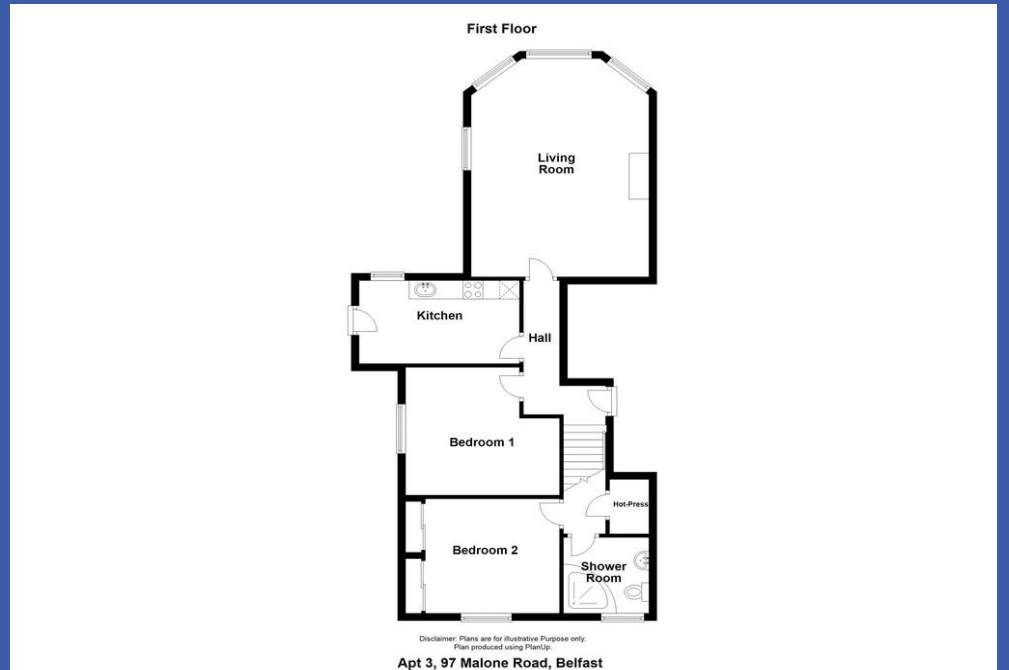 First Floor
Living
Room
Kitchen
Hall
Bedroom 1
Hot-Press
Bedroom 2
Shower
Room
Disclaimer: Plans are for illustrative Purpose only.
Plan produced using PlanUp.
Apt 3, 97 Malone Road, Belfast